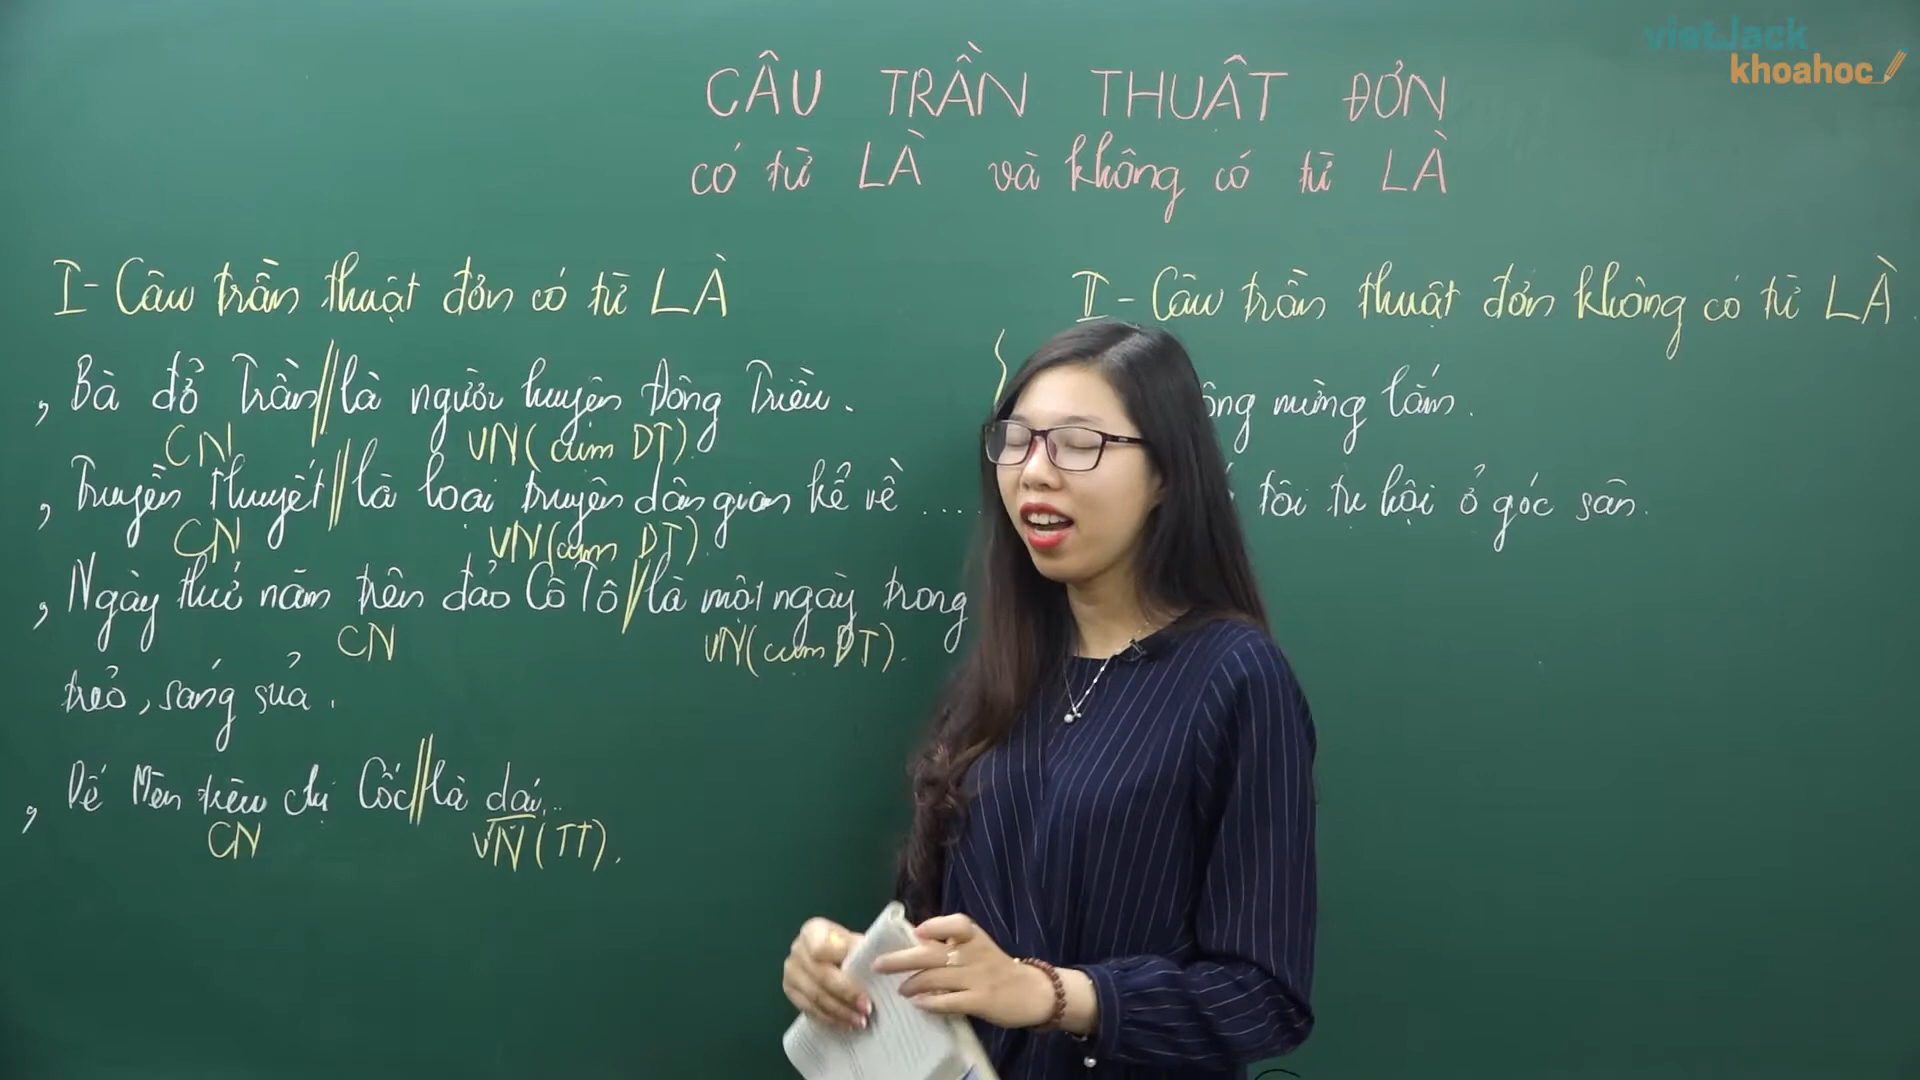 vietJack
khoahoc
CÂU TRẦN THUẬT ĐƠN
có từ LÀ và không có từ LÀ
I - Câu trần thuật đơn có từ LÀ
, Bà đỡ Trần // là người huyện Đông Triều.
CN VN (cụm DT).
, Truyền thuyết // là loại truyện dân gian kể về ....
CN VN (cụm DT).
, Ngày thứ năm trên đảo Cô Tô // là một ngày trong
CN VN (cụm DT).
trẻo, sáng sủa.
, Dế Mèn trêu chị Cốc // là dại...
CN VN (TT).
II - Câu trần thuật đơn không có từ LÀ.
ông mừng lắm.
tôi tụ hội ở góc sân.